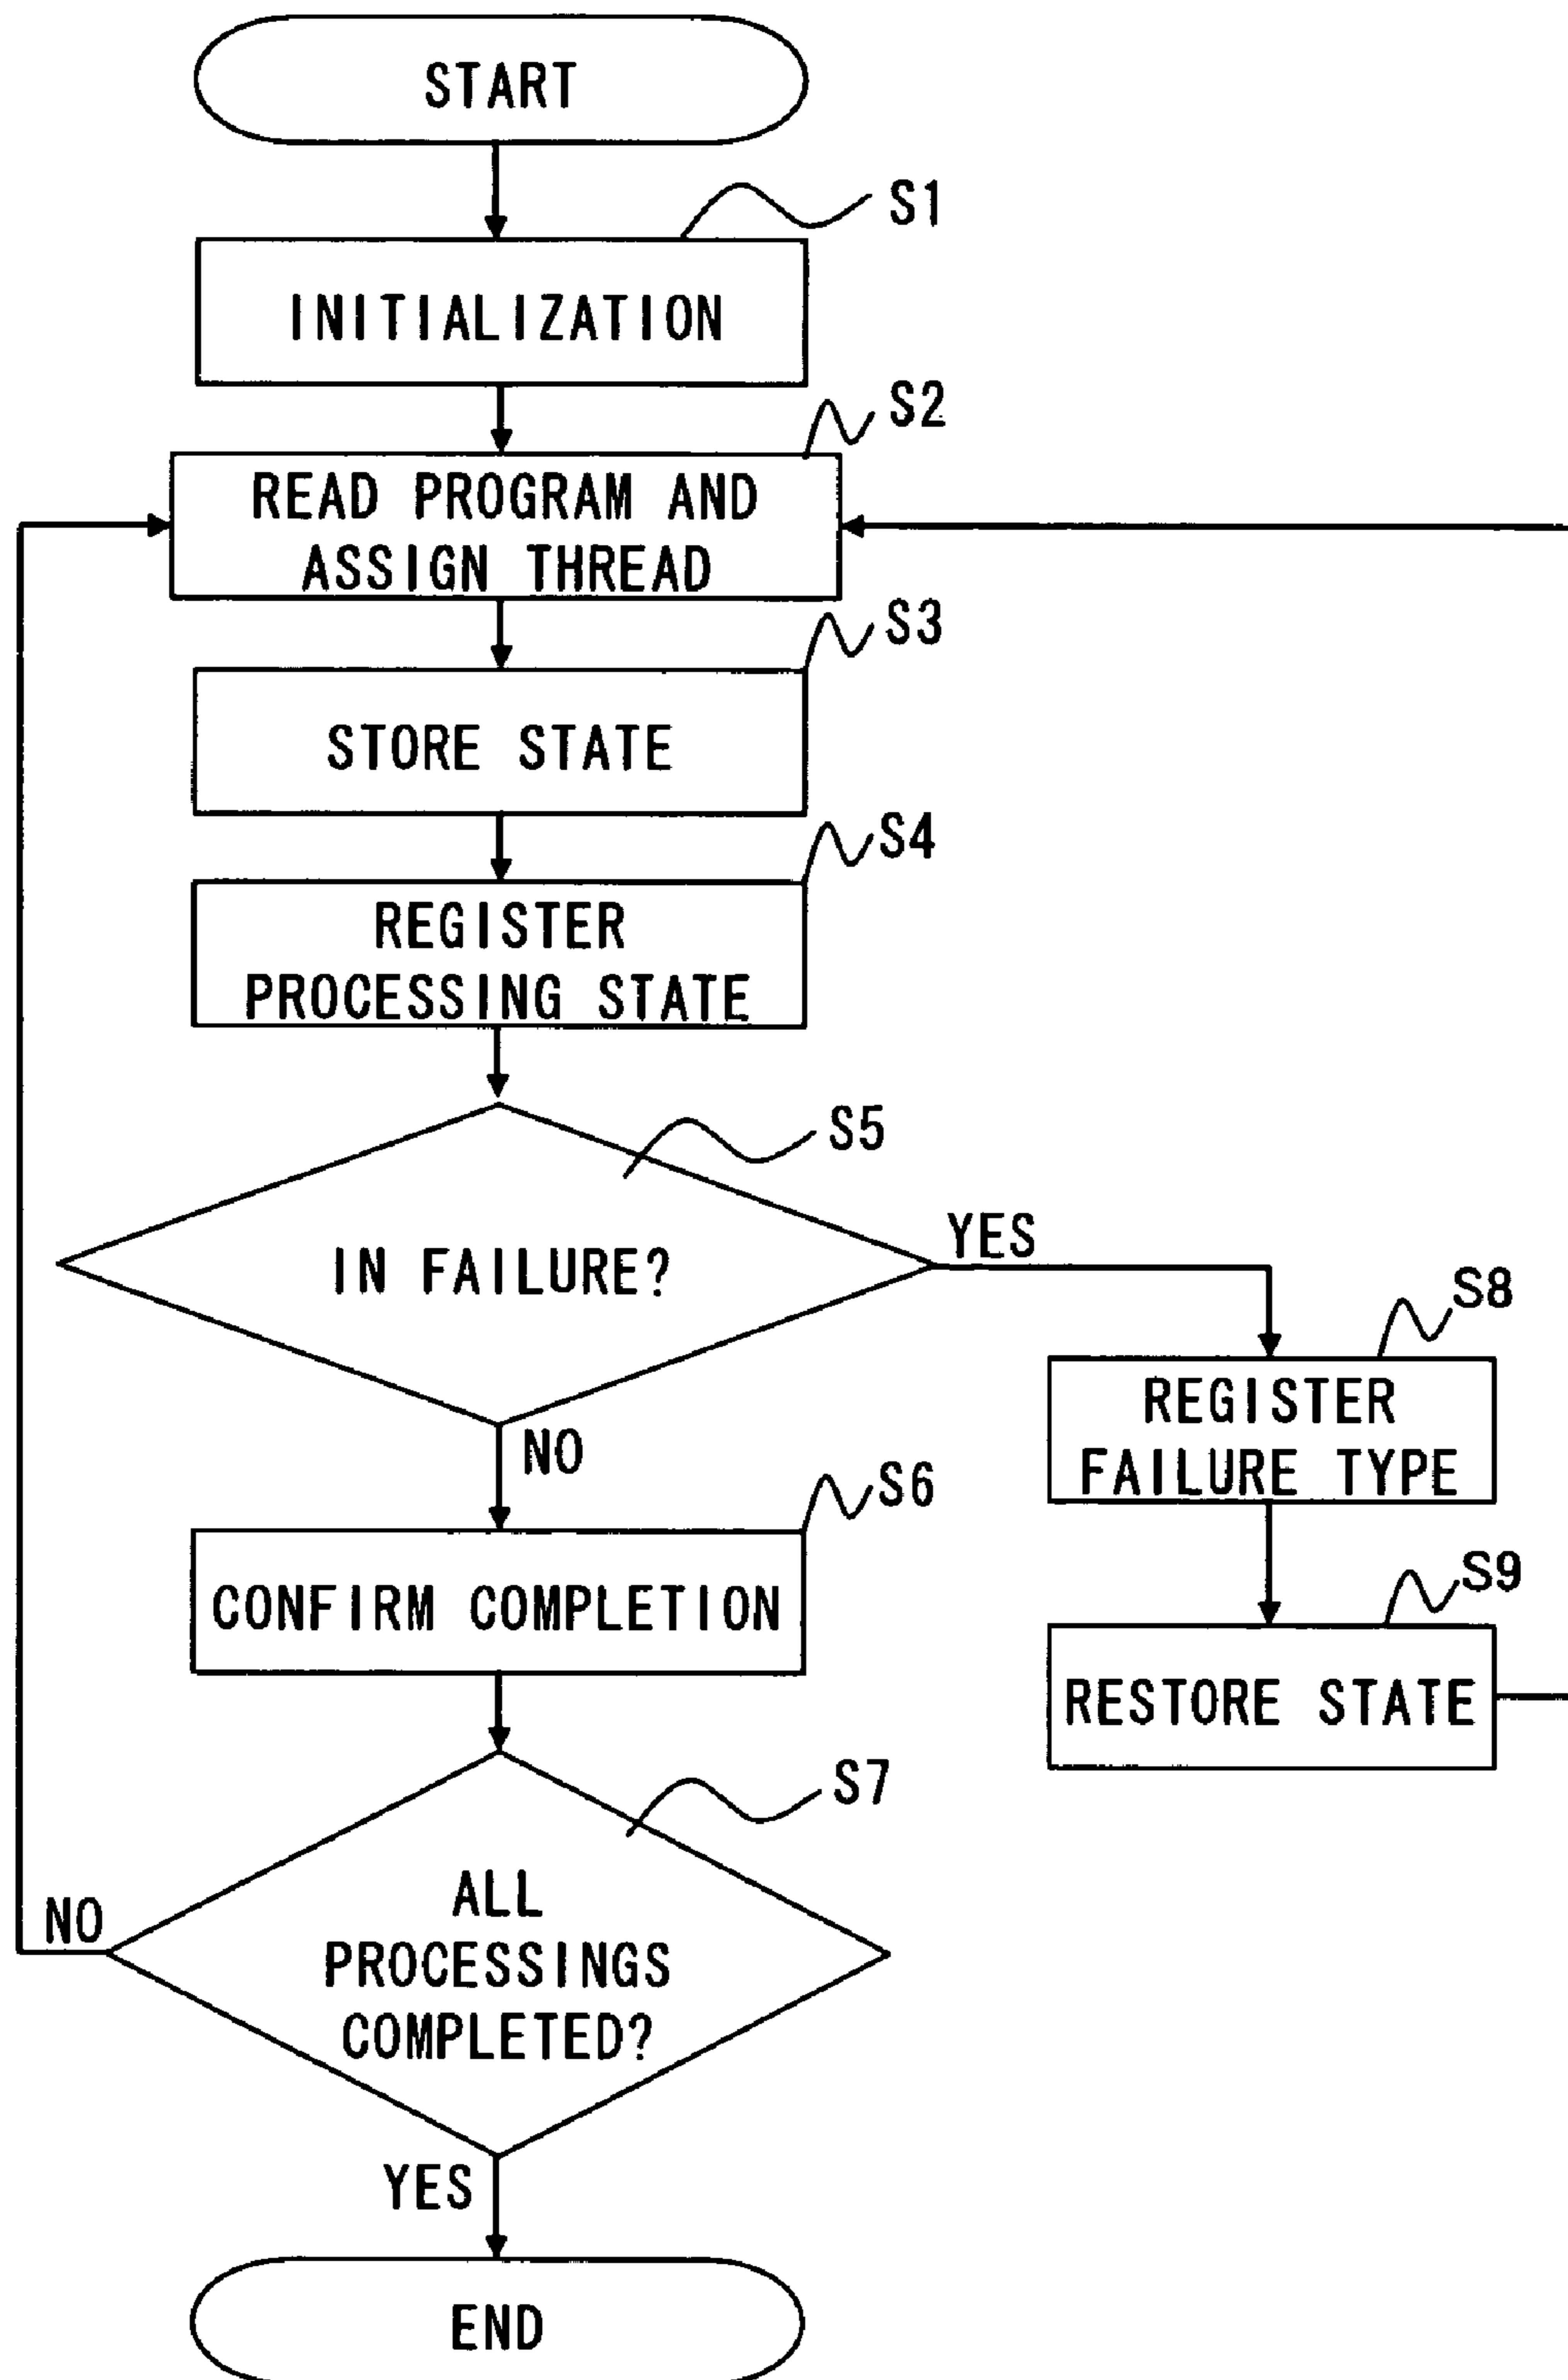 START
S1
INITIALIZATION
S2
READ PROGRAM AND
ASSIGN THREAD
S3
STORE STATE
S4
REGISTER
PROCESSING STATE
S5
IN FAILURE?
YES
S8
REGISTER
FAILURE TYPE
NO
S6
CONFIRM COMPLETION
S9
RESTORE STATE
S7
ALL
PROCESSINGS
COMPLETED?
NO
YES
END